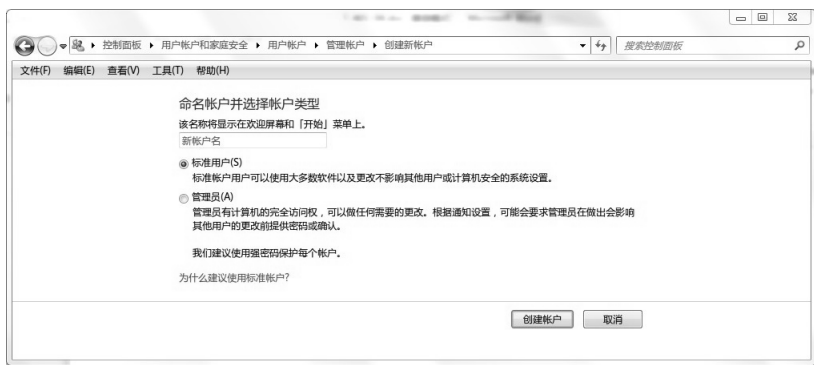 控制面板 ▸ 用户帐户和家庭安全 ▸ 用户帐户 ▸ 管理帐户 ▸ 创建新帐户
搜索控制面板
文件(F) 编辑(E) 查看(V) 工具(T) 帮助(H)
命名帐户并选择帐户类型
该名称将显示在欢迎屏幕和「开始」菜单上。
新帐户名
标准用户(S)
标准帐户用户可以使用大多数软件以及更改不影响其他用户或计算机安全的系统设置。
管理员(A)
管理员有计算机的完全访问权，可以做任何需要的更改。根据通知设置，可能会要求管理员在做出会影响
其他用户的更改前提供密码或确认。
我们建议使用强密码保护每个帐户。
为什么建议使用标准帐户?
创建帐户 取消